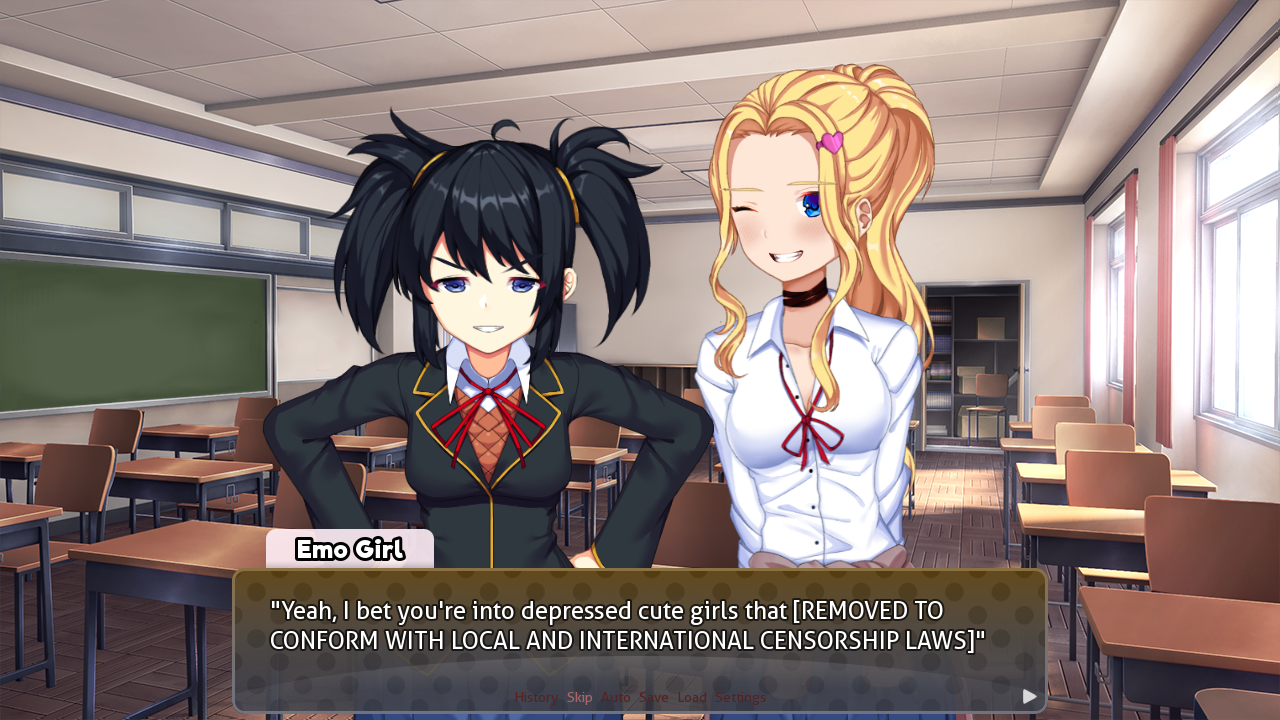 Emo Girl
"Yeah, I bet you're into depressed cute girls that [REMOVED TO
CONFORM WITH LOCAL AND INTERNATIONAL CENSORSHIP LAWS]"
History Skip Auto Save Load Settings